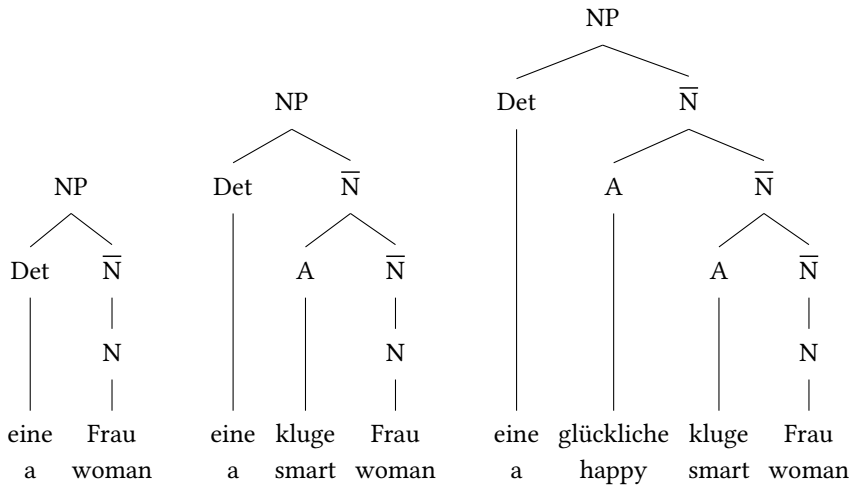 NP
NP
Det
N̅
NP
Det
N̅
A
N̅
Det
N̅
A
N̅
A
N̅
N
N
N
eine Frau
a woman
eine kluge Frau
a smart woman
eine glückliche kluge Frau
a happy smart woman